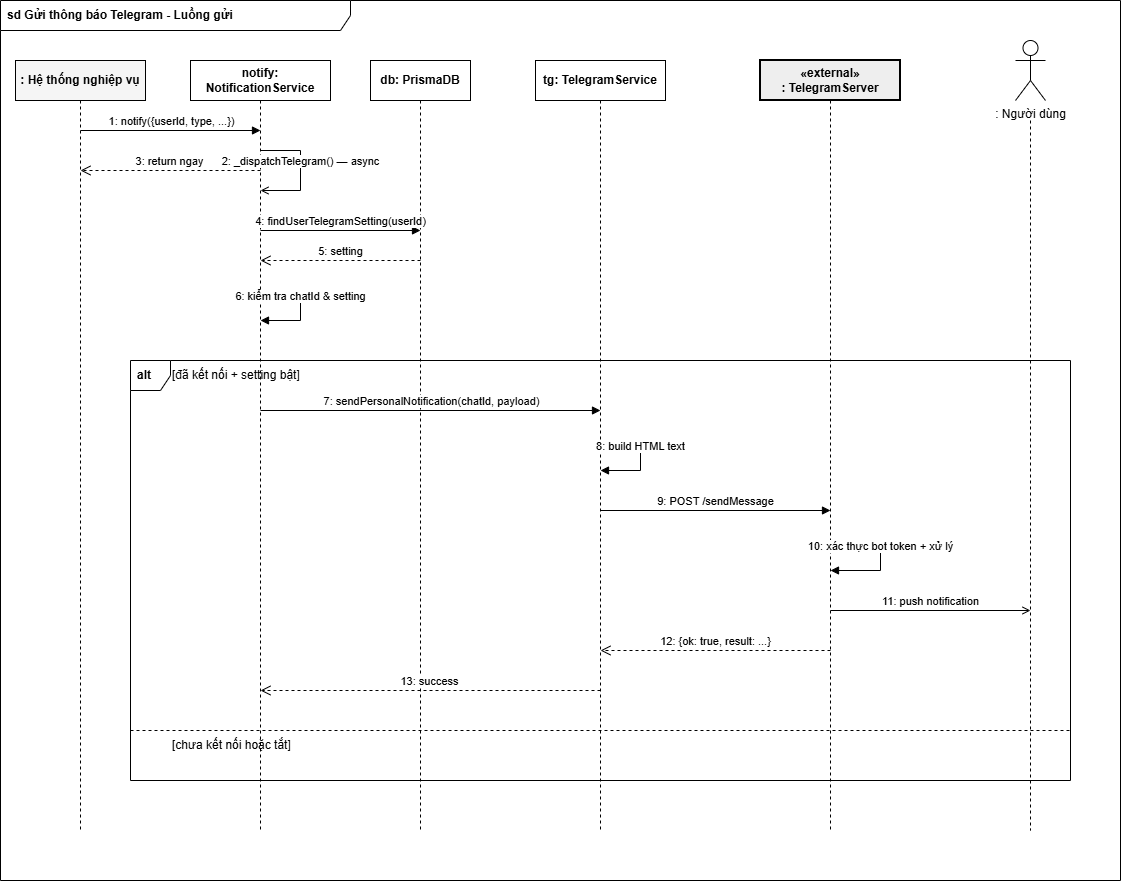 sd Gửi thông báo Telegram - Luồng gửi
: Hệ thống nghiệp vụ
notify:
NotificationService
db: PrismaDB
tg: TelegramService
«external»
: TelegramServer
: Người dùng
1: notify({userId, type, ...})
3: return ngay
2: _dispatchTelegram() — async
4: findUserTelegramSetting(userId)
5: setting
6: kiểm tra chatId & setting
alt
[đã kết nối + setting bật]
7: sendPersonalNotification(chatId, payload)
8: build HTML text
9: POST /sendMessage
10: xác thực bot token + xử lý
11: push notification
12: {ok: true, result: ...}
13: success
[chưa kết nối hoặc tắt]